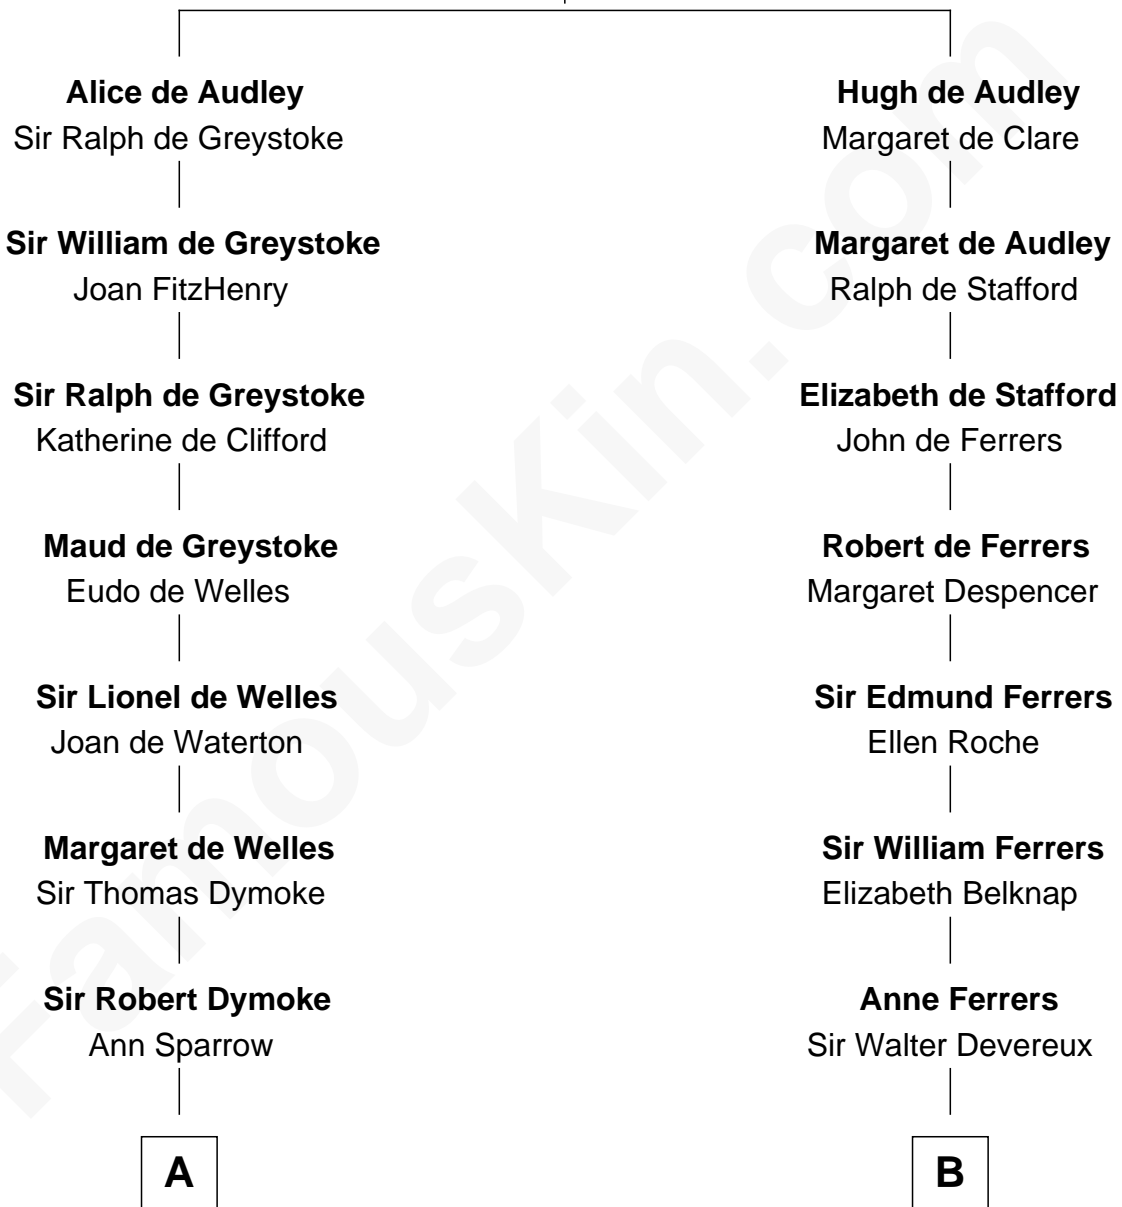 Alice de Audley
Sir Ralph de Greystoke
Hugh de Audley
Margaret de Clare
Sir William de Greystoke
Joan FitzHenry
Margaret de Audley
Ralph de Stafford
Sir Ralph de Greystoke
Katherine de Clifford
Elizabeth de Stafford
John de Ferrers
Maud de Greystoke
Eudo de Welles
Robert de Ferrers
Margaret Despencer
Sir Lionel de Welles
Joan de Waterton
Sir Edmund Ferrers
Ellen Roche
Margaret de Welles
Sir Thomas Dymoke
Sir William Ferrers
Elizabeth Belknap
Sir Robert Dymoke
Ann Sparrow
Anne Ferrers
Sir Walter Devereux
A
B
FamousKin.com